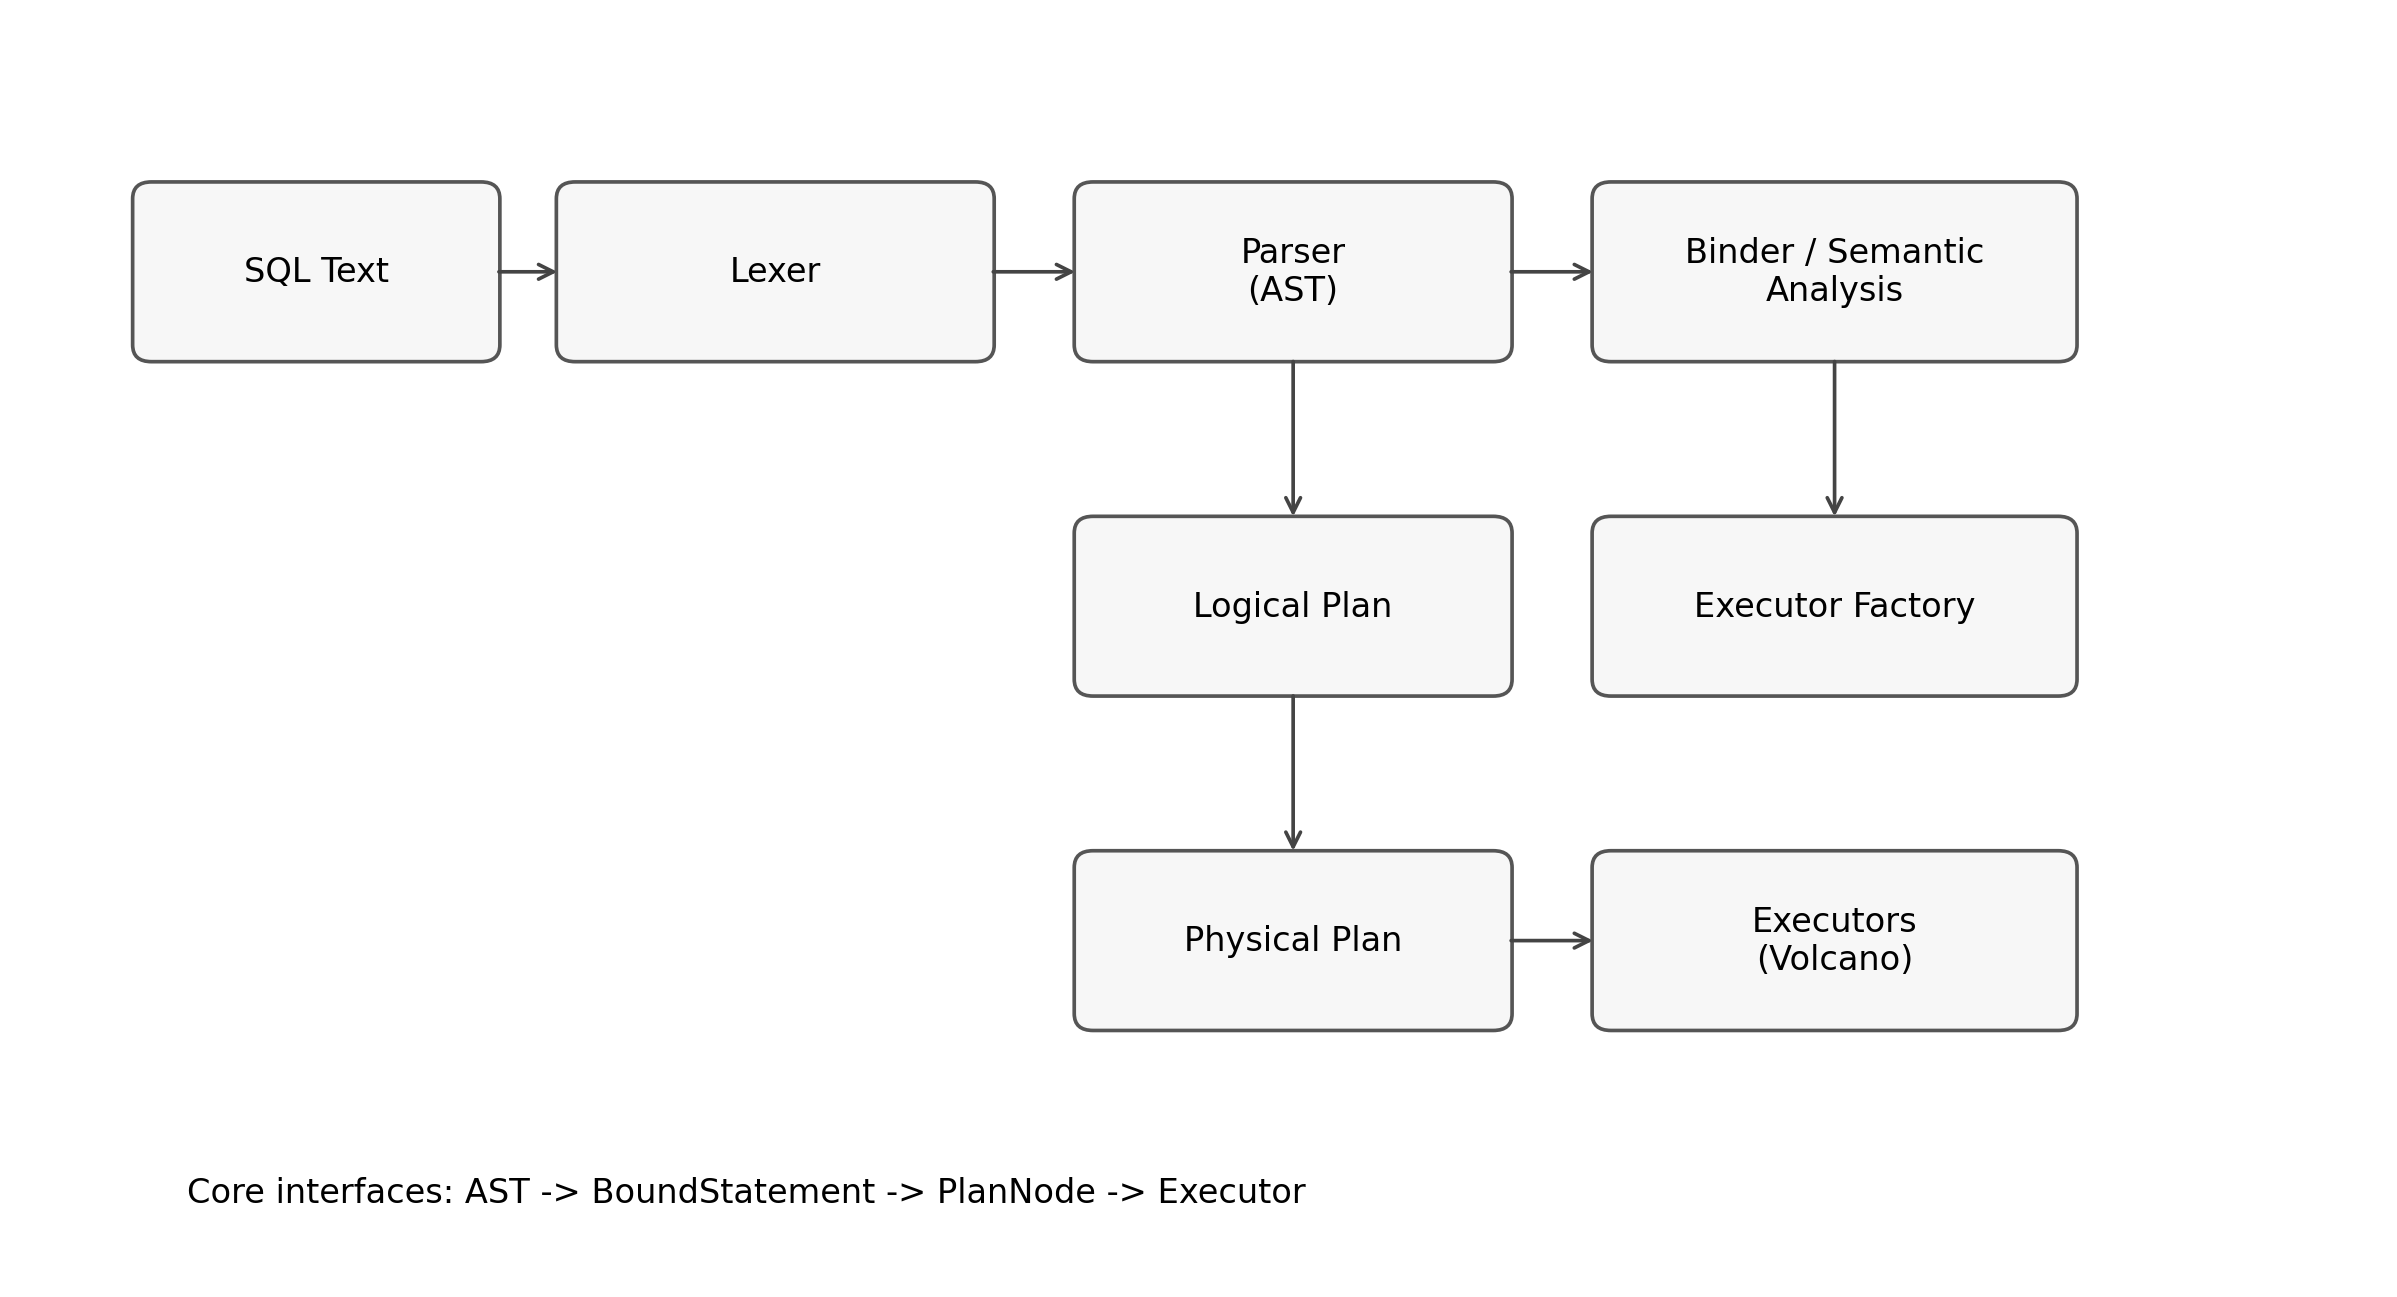 SQL Text
Lexer
Parser
(AST)
Binder / Semantic
Analysis
Logical Plan
Executor Factory
Physical Plan
Executors
(Volcano)
Core interfaces: AST -> BoundStatement -> PlanNode -> Executor